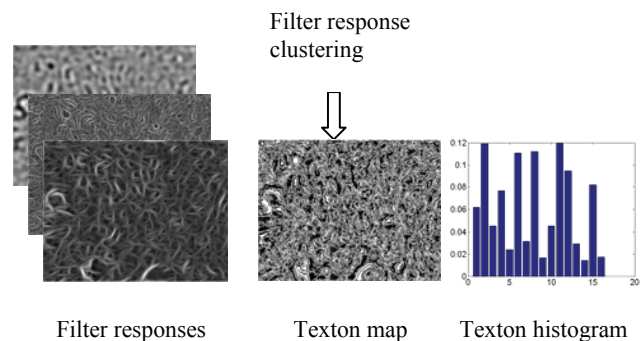 Filter response
clustering
0.12
0.1
0.08
0.06
0.04
0.02
0
0 5 10 15 20
Filter responses Texton map Texton histogram